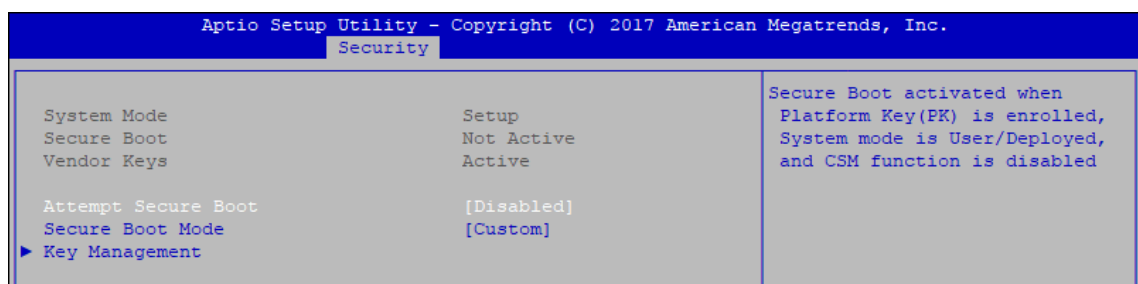 Aptio Setup Utility - Copyright (C) 2017 American Megatrends, Inc.
Security
System Mode Setup
Secure Boot Not Active
Vendor Keys Active
Attempt Secure Boot [Disabled]
Secure Boot Mode [Custom]
► Key Management
Secure Boot activated when
Platform Key(PK) is enrolled,
System mode is User/Deployed,
and CSM function is disabled